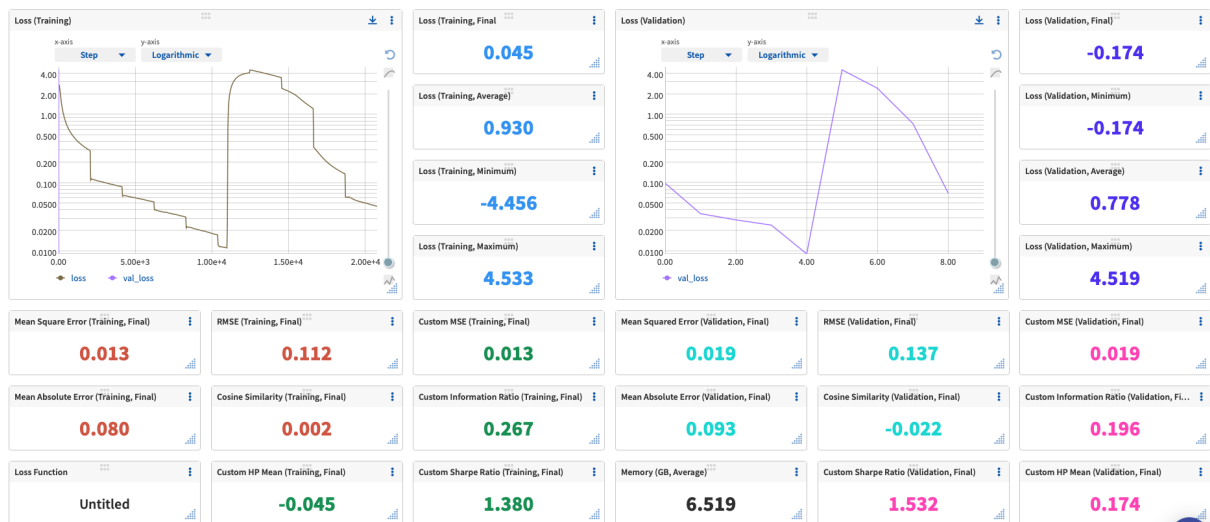 Loss (Training)
x-axis
y-axis
Step
Logarithmic
4.00
2.00
1.00
0.500
0.200
0.100
0.0500
0.0200
0.0100
0.00
5.00e+3
1.00e+4
1.50e+4
2.00e+4
loss
val_loss
Loss (Training, Final
0.045
Loss (Training, Average)
0.930
Loss (Training, Minimum)
-4.456
Loss (Training, Maximum)
4.533
Loss (Validation)
x-axis
y-axis
Step
Logarithmic
4.00
2.00
1.00
0.500
0.200
0.100
0.0500
0.0200
0.0100
0.00
2.00
4.00
6.00
8.00
val_loss
Loss (Validation, Final)
-0.174
Loss (Validation, Minimum)
-0.174
Loss (Validation, Average)
0.778
Loss (Validation, Maximum)
4.519
Mean Square Error (Training, Final)
0.013
RMSE (Training, Final)
0.112
Custom MSE (Training, Final)
0.013
Mean Squared Error (Validation, Final)
0.019
RMSE (Validation, Final)
0.137
Custom MSE (Validation, Final)
0.019
Mean Absolute Error (Training, Final)
0.080
Cosine Similarity (Training, Final)
0.002
Custom Information Ratio (Training, Final)
0.267
Mean Absolute Error (Validation, Final)
0.093
Cosine Similarity (Validation, Final)
-0.022
Custom Information Ratio (Validation, Fi...
0.196
Loss Function
Untitled
Custom HP Mean (Training, Final)
-0.045
Custom Sharpe Ratio (Training, Final)
1.380
Memory (GB, Average)
6.519
Custom Sharpe Ratio (Validation, Final)
1.532
Custom HP Mean (Validation, Final)
0.174